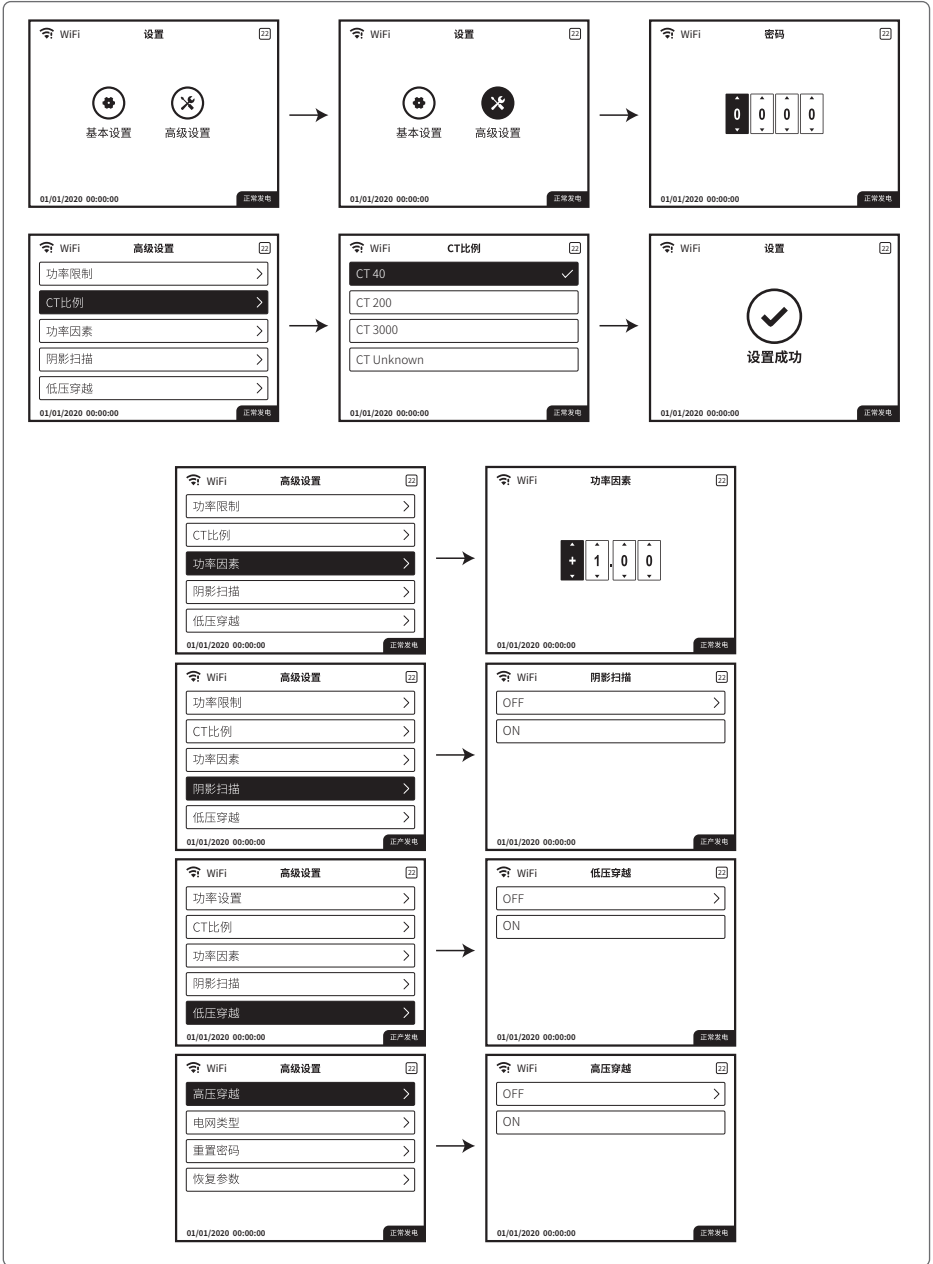 WiFi 设置 22
基本设置 高级设置
01/01/2020 00:00:00 正常发电
WiFi 设置 22
基本设置 高级设置
01/01/2020 00:00:00 正常发电
WiFi 密码 22
0 0 0 0
01/01/2020 00:00:00 正常发电
WiFi 高级设置 22
功率限制
CT比例
功率因素
阴影扫描
低压穿越
01/01/2020 00:00:00 正常发电
WiFi CT比例 22
CT 40
CT 200
CT 3000
CT Unknown
01/01/2020 00:00:00 正常发电
WiFi 设置 22
设置成功
01/01/2020 00:00:00 正常发电
WiFi 高级设置 22
功率限制
CT比例
功率因素
阴影扫描
低压穿越
01/01/2020 00:00:00 正常发电
WiFi 功率因素 22
+ 1.0 0
01/01/2020 00:00:00 正常发电
WiFi 高级设置 22
功率限制
CT比例
功率因素
阴影扫描
低压穿越
01/01/2020 00:00:00 正产发电
WiFi 阴影扫描 22
OFF
ON
01/01/2020 00:00:00 正产发电
WiFi 高级设置 22
功率设置
CT比例
功率因素
阴影扫描
低压穿越
01/01/2020 00:00:00 正产发电
WiFi 低压穿越 22
OFF
ON
01/01/2020 00:00:00 正常发电
WiFi 高级设置 22
高压穿越
电网类型
重置密码
恢复参数
01/01/2020 00:00:00 正常发电
WiFi 高压穿越 22
OFF
ON
01/01/2020 00:00:00 正常发电